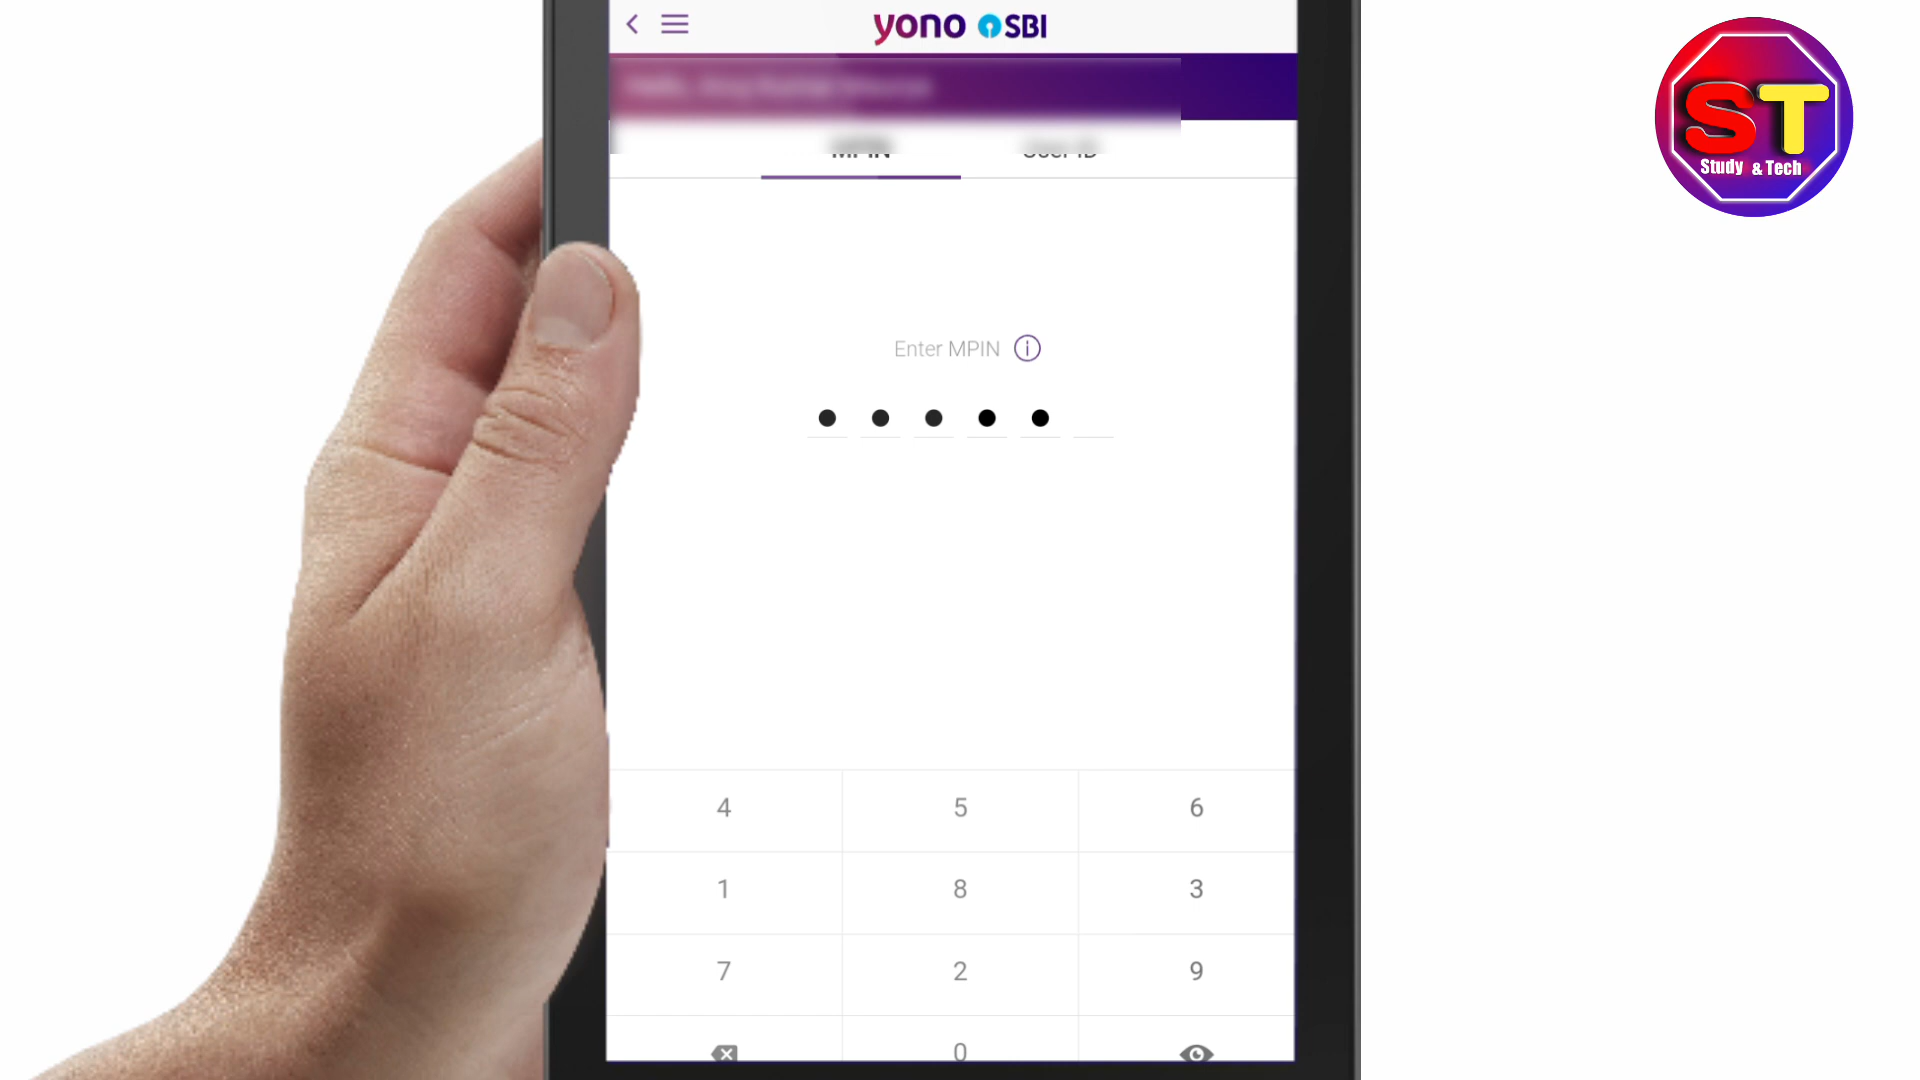 yono SBI
MPIN User ID
Enter MPIN
4 5 6
1 8 3
7 2 9
0
ST
Study & Tech